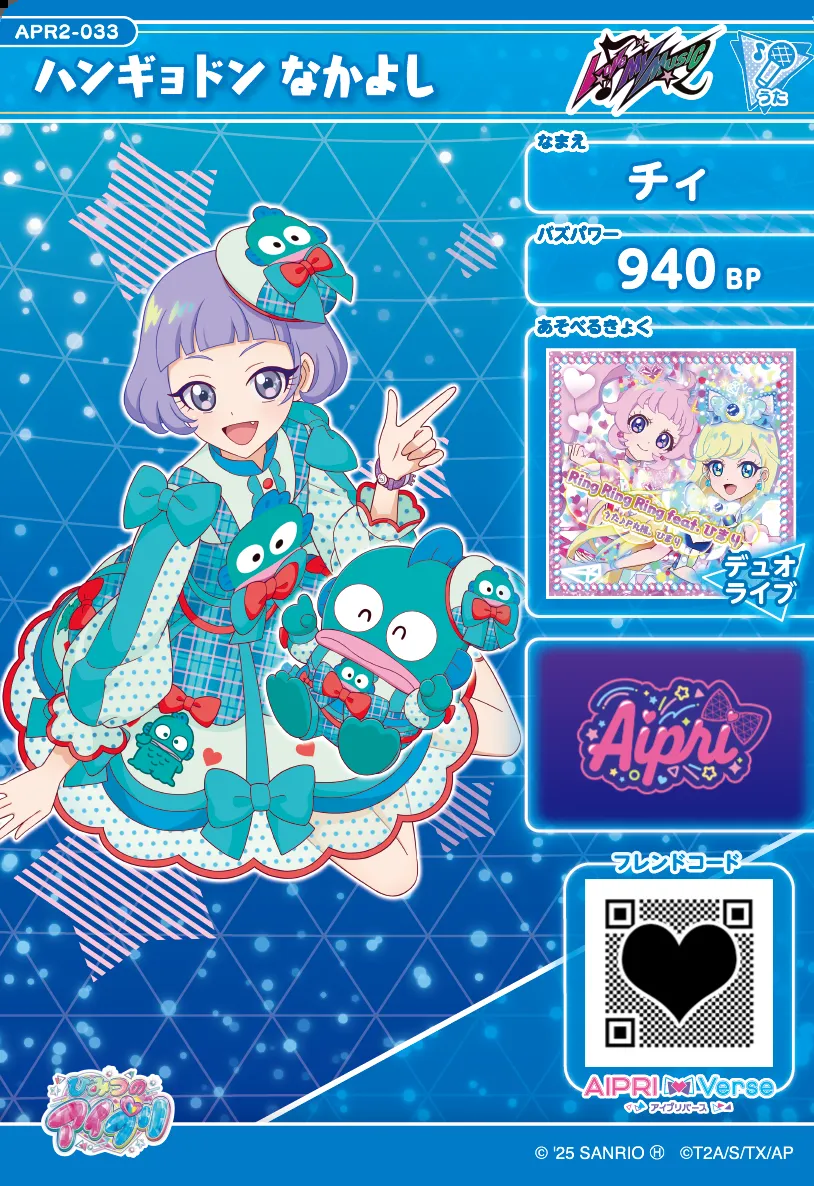 APR2-033
ハンギョドン なかよし
Love MY MUSIC
うた
なまえ
チィ
バズパワー
940 BP
あそべるきょく
Ring Ring Ring feat. ひまり
デュオ
ライブ
Aipri
フレンドコード
AIPRI Verse
アイプリバース
ひみつの
アイプリ
© '25 SANRIO Ⓗ ©T2A/S/TX/AP